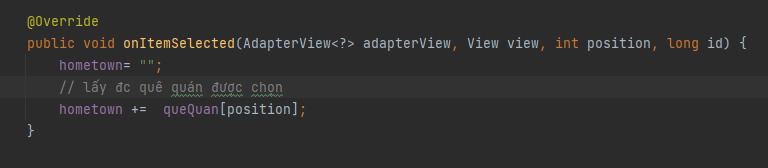 @Override
public void onItemSelected(AdapterView<?> adapterView, View view, int position, long id) {
hometown= "";
// lấy đc quê quán được chọn
hometown +=  queQuan[position];
}